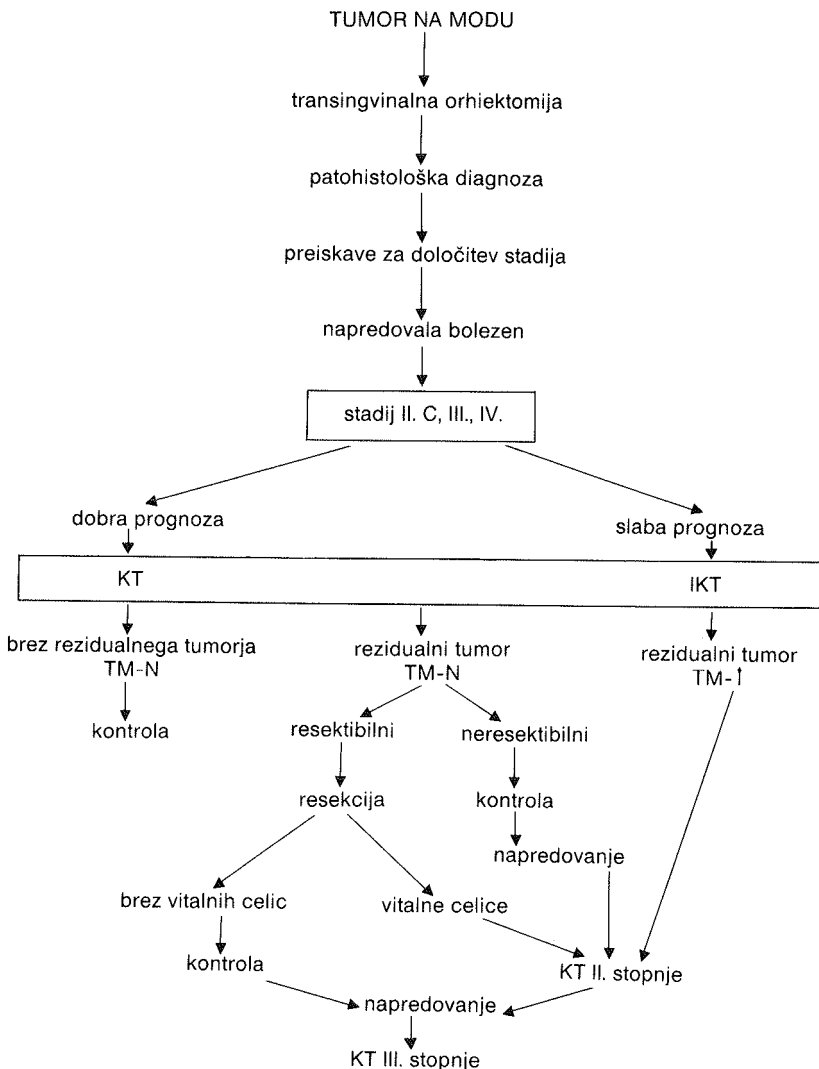 TUMOR NA MODU
transingvinalna orhiektomija
patohistološka diagnoza
preiskave za določitev stadija
napredovala bolezen
stadij II. C, III., IV.
dobra prognoza
slaba prognoza
KT
IKT
brez rezidualnega tumorja
TM-N
rezidualni tumor
TM-N
rezidualni tumor
TM-↑
kontrola
resektibilni
neresektibilni
resekcija
kontrola
napredovanje
brez vitalnih celic
vitalne celice
kontrola
KT II. stopnje
napredovanje
KT III. stopnje